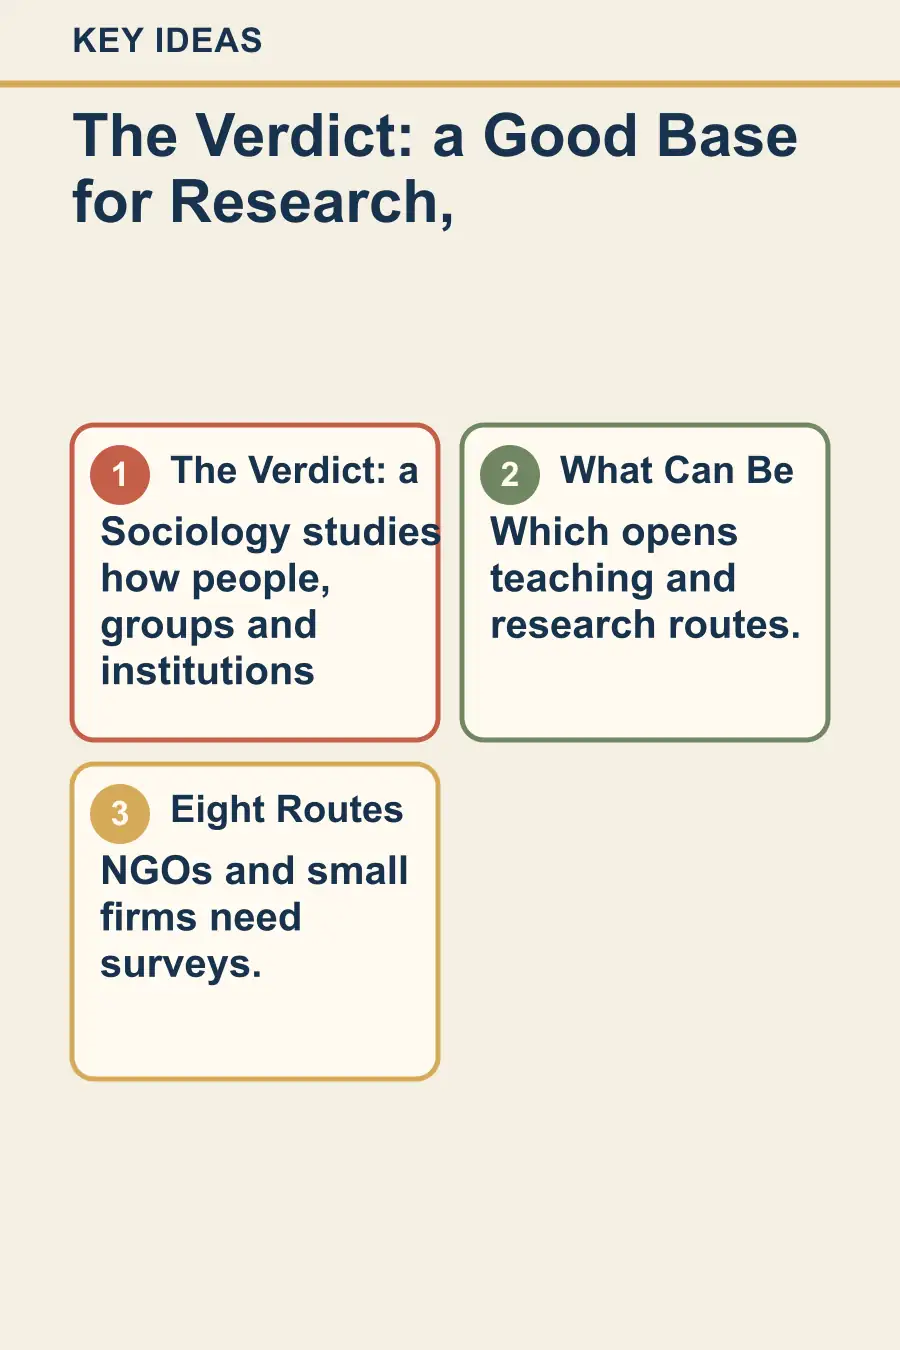 KEY IDEAS
The Verdict: a Good Base
for Research,
1 The Verdict: a
Sociology studies
how people,
groups and
institutions
2 What Can Be
Which opens
teaching and
research routes.
3 Eight Routes
NGOs and small
firms need
surveys.